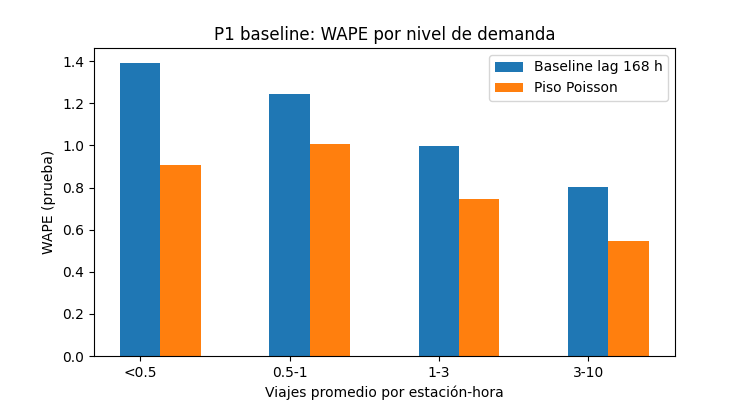 P1 baseline: WAPE por nivel de demanda
Baseline lag 168 h
Piso Poisson
WAPE (prueba)
1.4
1.2
1.0
0.8
0.6
0.4
0.2
0.0
<0.5
0.5-1
1-3
3-10
Viajes promedio por estación-hora